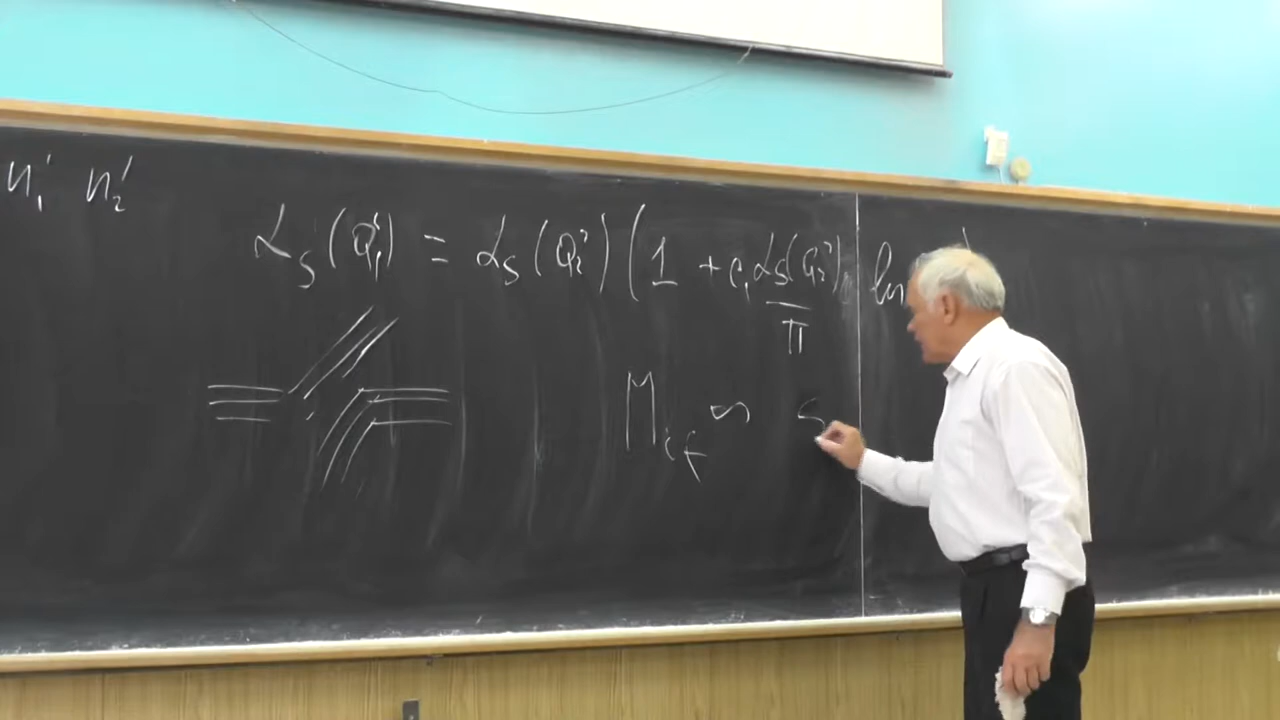 n₁' n₂'
αₛ(Q₁²) = αₛ(Q₂²)(1 + c₁ αₛ(Q₂²)/π ln
M_if ~ s